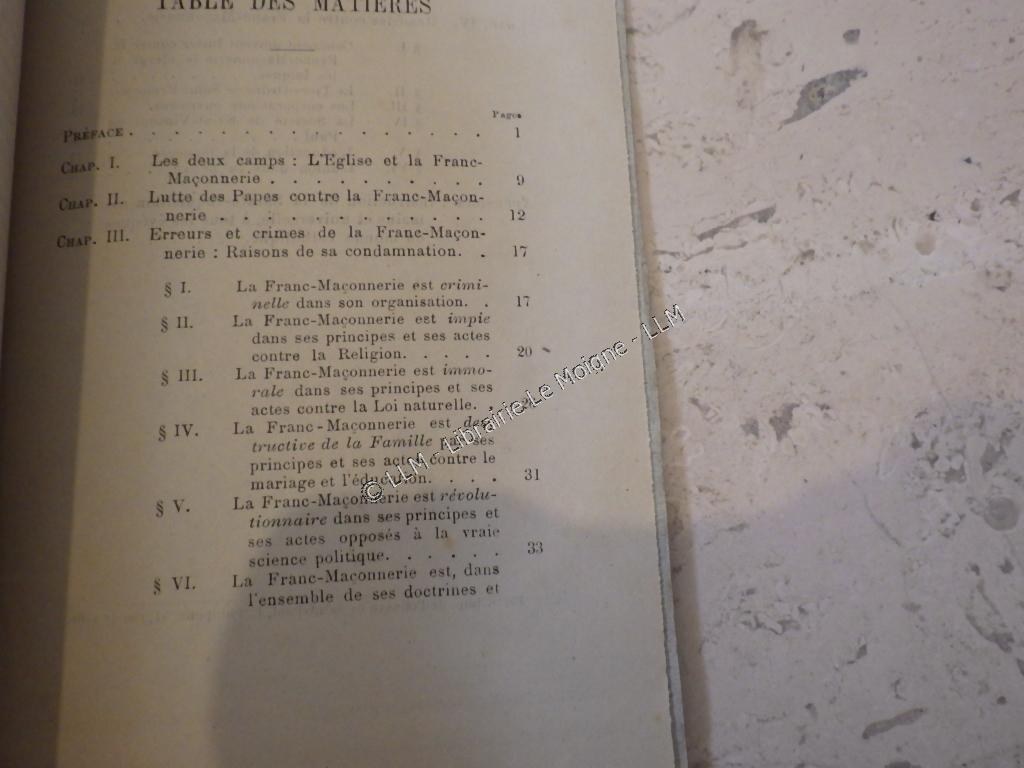 TABLE DES MATIÈRES
Pages
PRÉFACE. . . . . . . . . . . . . . . . 1
CHAP. I. Les deux camps : L'Eglise et la Franc-
Maçonnerie . . . . . . . . . . 9
CHAP. II. Lutte des Papes contre la Franc-Maçon-
nerie . . . . . . . . . . . . 12
CHAP. III. Erreurs et crimes de la Franc-Maçon-
nerie : Raisons de sa condamnation. . 17
§ I. La Franc-Maçonnerie est crimi-
nelle dans son organisation. . 17
§ II. La Franc-Maçonnerie est impie
dans ses principes et ses actes
contre la Religion. . . . . 20
§ III. La Franc-Maçonnerie est immo-
rale dans ses principes et ses
actes contre la Loi naturelle. .
§ IV. La Franc-Maçonnerie est des-
tructive de la Famille par ses
principes et ses actes contre le
mariage et l'éducation. . . . 31
§ V. La Franc-Maçonnerie est révolu-
tionnaire dans ses principes et
ses actes opposés à la vraie
science politique. . . . . . 33
§ VI. La Franc-Maçonnerie est, dans
l'ensemble de ses doctrines et
© LLM - Librairie Le Moigne - LLM